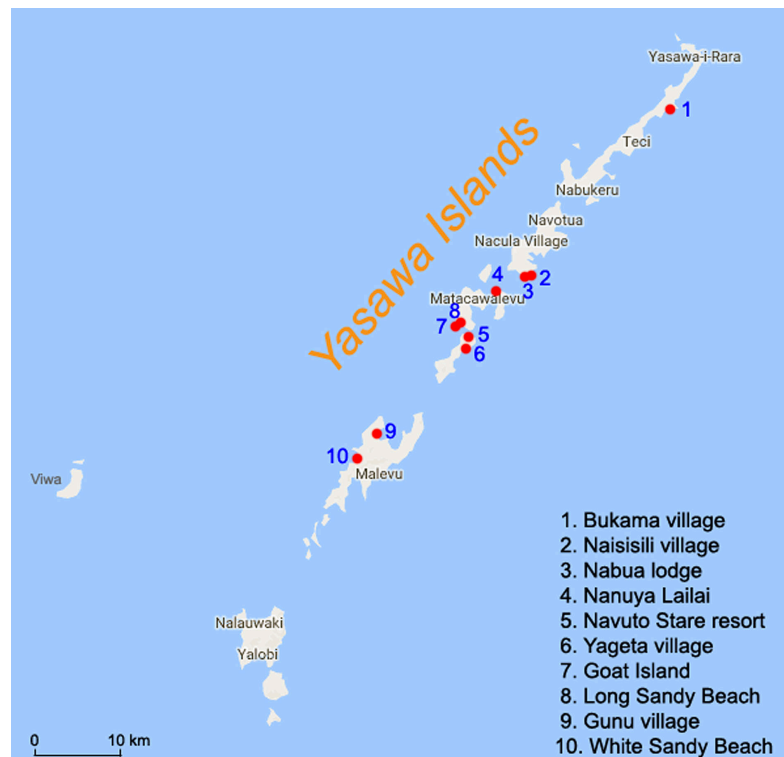 Yasawa-i-Rara
1
Teci
Nabukeru
Navotua
Nacula Village
Yasawa Islands
2
3
4
Matacawalevu
8
7
5
6
9
10
Malevu
Viwa
Nalauwaki
Yalobi
1. Bukama village
2. Naisisili village
3. Nabua lodge
4. Nanuya Lailai
5. Navuto Stare resort
6. Yageta village
7. Goat Island
8. Long Sandy Beach
9. Gunu village
10. White Sandy Beach
0 10 km